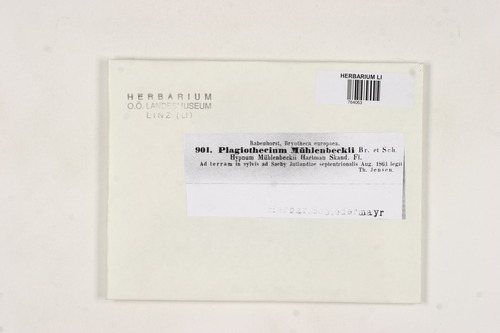 HERBARIUM
O.Ö. LANDESMUSEUM
LINZ (LI)
HERBARIUM LI
764063
Rabenhorst, Bryotheca europaea.
901. Plagiothecium Mühlenbeckii Br. et Sch.
Hypnum Mühlenbeckii Hartman Skand. Fl.
Ad terram in sylvis ad Saeby Jutlandiae septentrionalis Aug. 1861 legit
Th. Jensen.